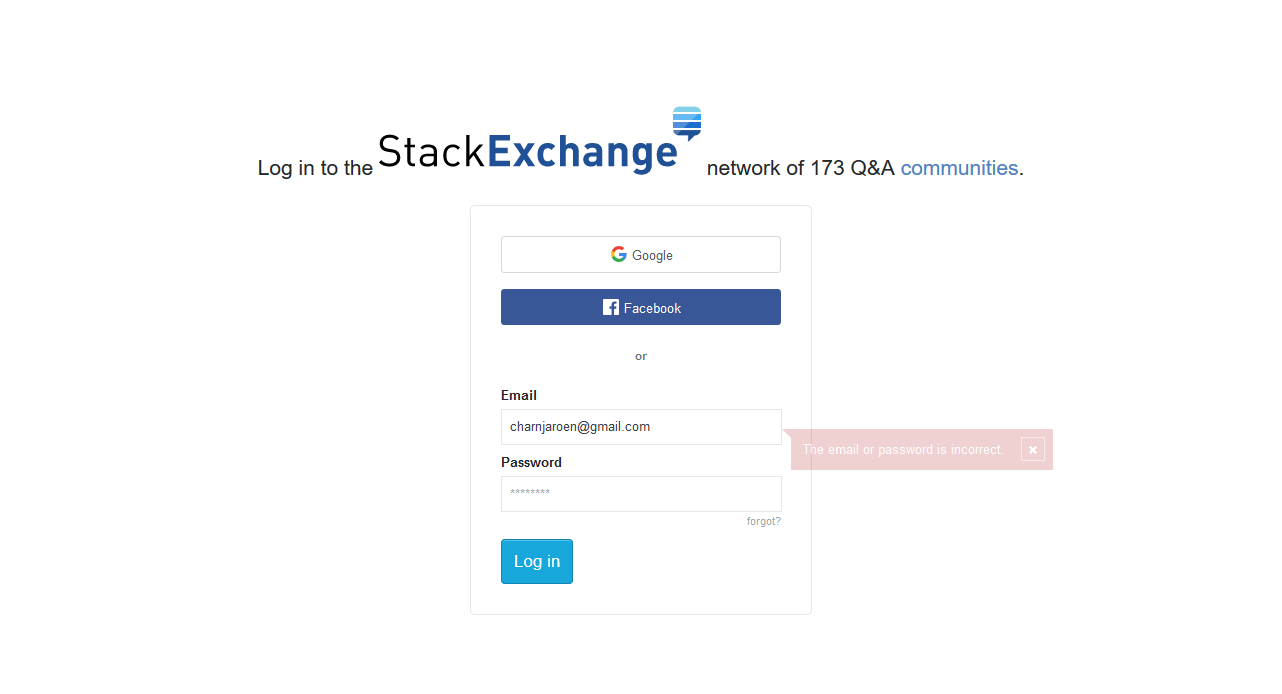 Log in to the StackExchange network of 173 Q&A communities.
Google
Facebook
or
Email
charnjaroen@gmail.com
The email or password is incorrect. ×
Password
********
forgot?
Log in